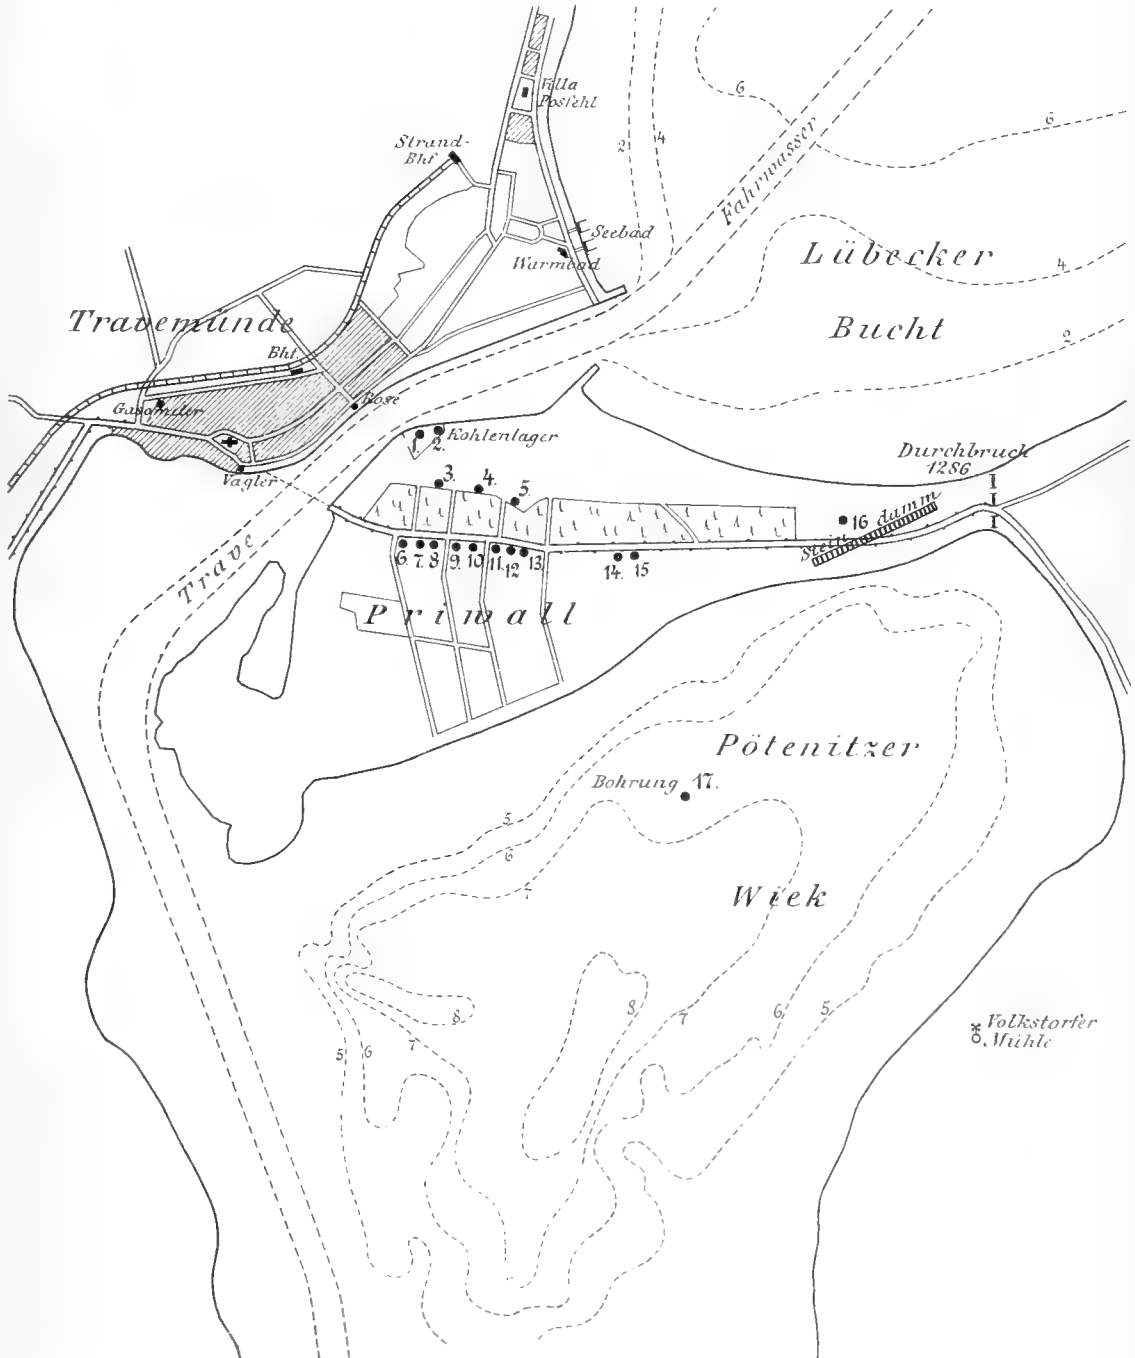 Villa
Posſehl
Strand-
Bhf
6
6
2
4
Fahrwasser
Seebad
Warmbad
Lübecker
4
Bucht
2
Travemünde
Bhf.
Rose
Vagler
1. 2. Kohlenlager
Durchbruch
1286
3. 4. 5.
16
Stein damm
6. 7. 8 9. 10 11. 12 13. 14. 15
Trave
Priwall
Pötenitzer
Bohrung 17.
5
6
7
Wiek
8
8
7
6
5
5
6
7
Volkstorfer
Mühle